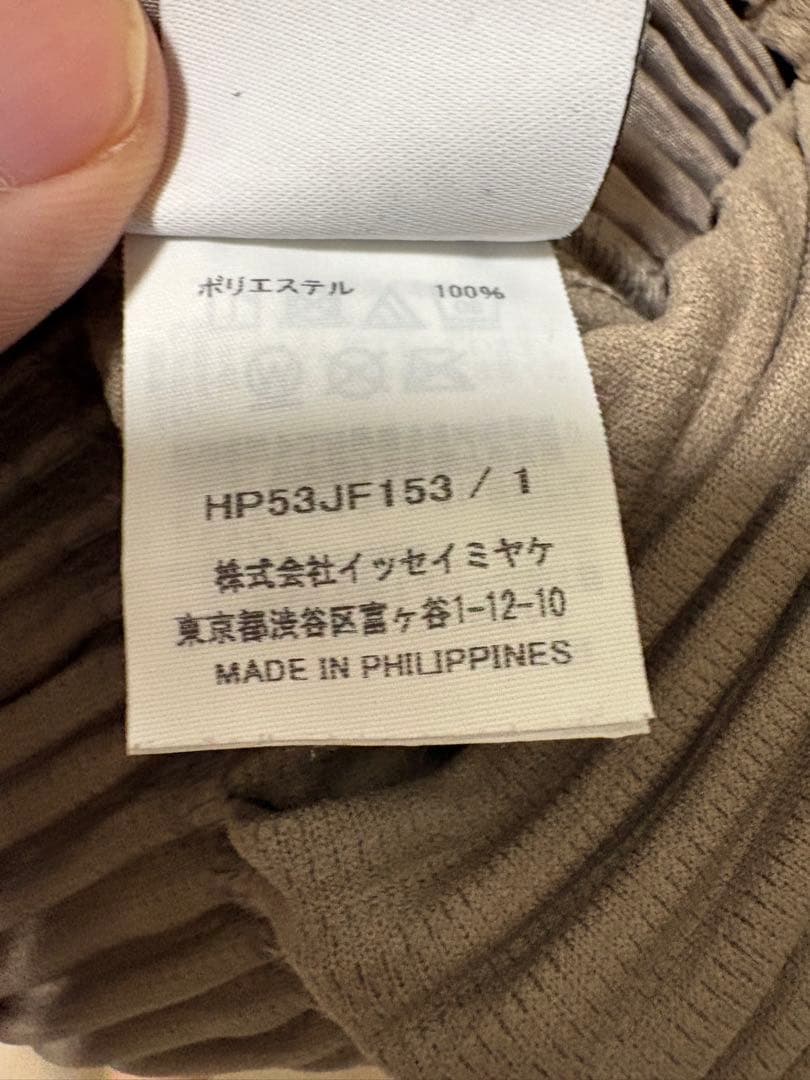 ポリエステル 100%
HP53JF153 / 1
株式会社イッセイミヤケ
東京都渋谷区富ヶ谷1-12-10
MADE IN PHILIPPINES